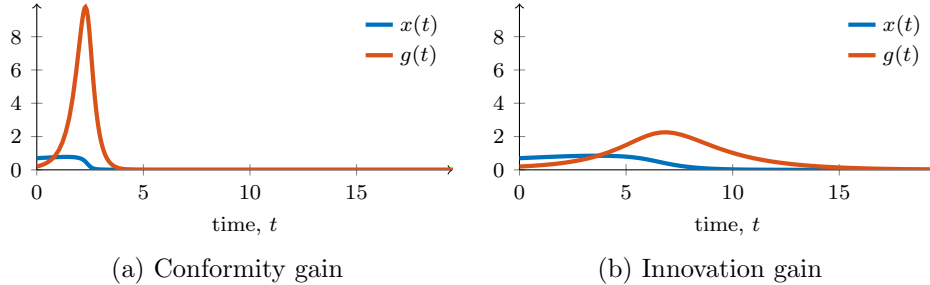 8
6
4
2
0
0 5 10 15
time, t
x(t)
g(t)
(a) Conformity gain
8
6
4
2
0
0 5 10 15
time, t
x(t)
g(t)
(b) Innovation gain